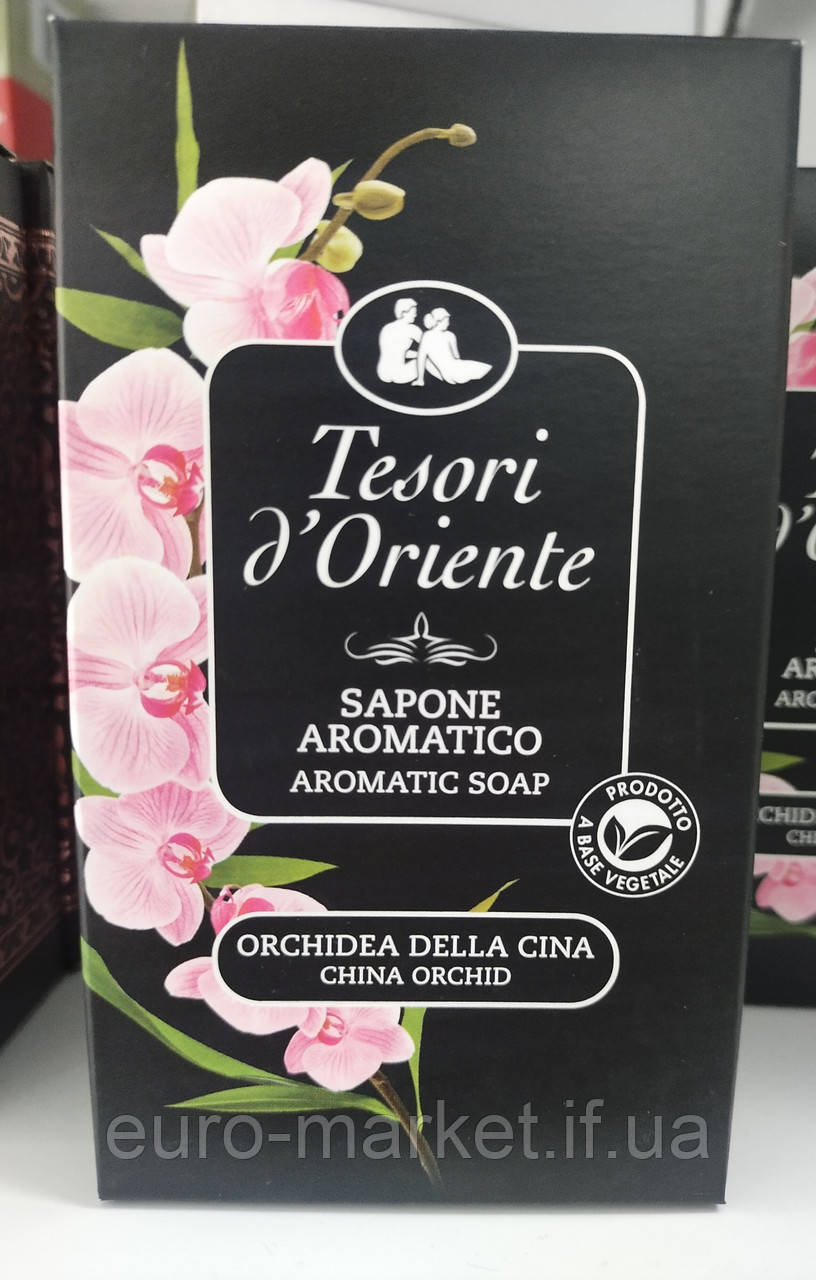 Tesori
d'Oriente
SAPONE
AROMATICO
AROMATIC SOAP
PRODOTTO
A BASE VEGETALE
ORCHIDEA DELLA CINA
CHINA ORCHID
euro-market.if.ua